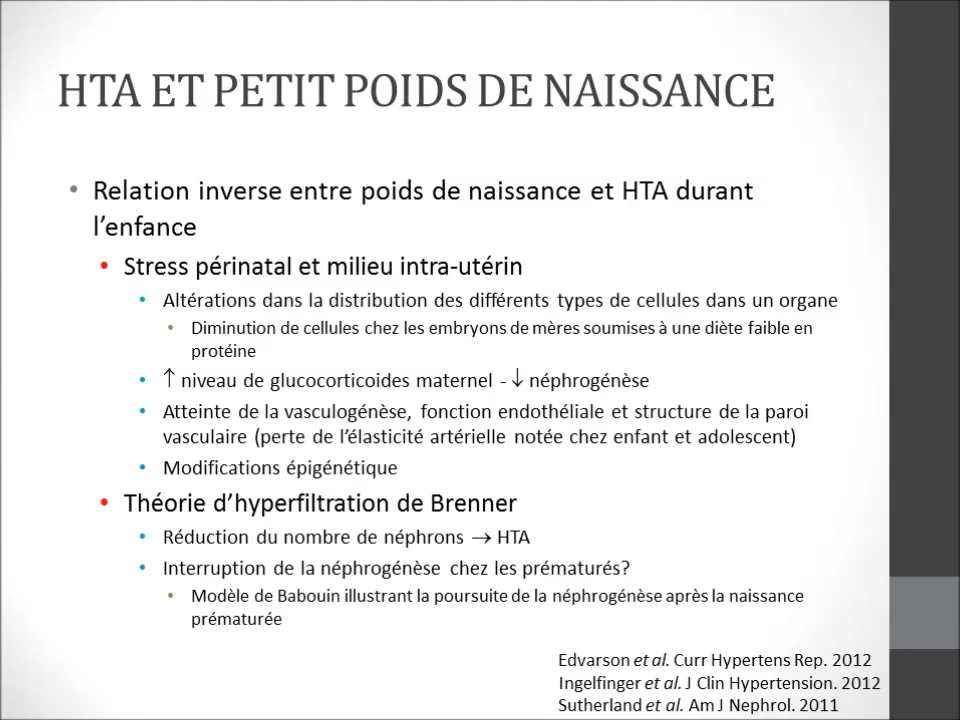 HTA ET PETIT POIDS DE NAISSANCE
• Relation inverse entre poids de naissance et HTA durant
l’enfance
• Stress périnatal et milieu intra-utérin
• Altérations dans la distribution des différents types de cellules dans un organe
• Diminution de cellules chez les embryons de mères soumises à une diète faible en
protéine
• ↑ niveau de glucocorticoides maternel - ↓ néphrogénèse
• Atteinte de la vasculogénèse, fonction endothéliale et structure de la paroi
vasculaire (perte de l’élasticité artérielle notée chez enfant et adolescent)
• Modifications épigénétique
• Théorie d’hyperfiltration de Brenner
• Réduction du nombre de néphrons → HTA
• Interruption de la néphrogénèse chez les prématurés?
• Modèle de Babouin illustrant la poursuite de la néphrogénèse après la naissance
prématurée
Edvarson et al. Curr Hypertens Rep. 2012
Ingelfinger et al. J Clin Hypertension. 2012
Sutherland et al. Am J Nephrol. 2011